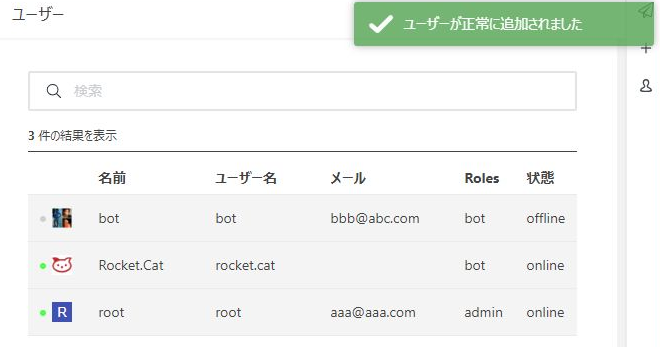 ユーザー
ユーザーが正常に追加されました
検索
3 件の結果を表示
名前 ユーザー名 メール Roles 状態
bot bot bbb@abc.com bot offline
Rocket.Cat rocket.cat bot online
R root root aaa@aaa.com admin online